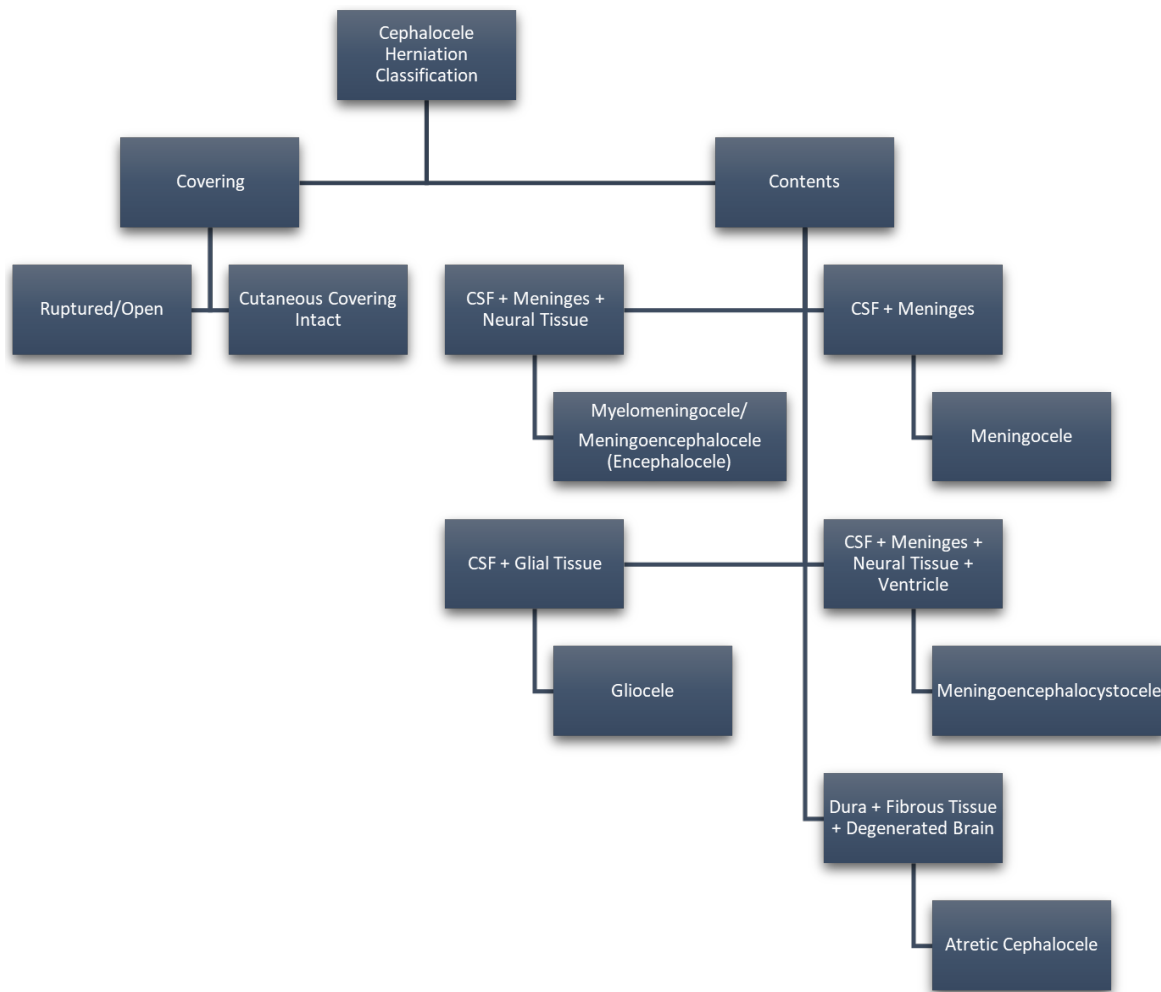 Cephalocele
Herniation
Classification
Covering
Contents
Ruptured/Open
Cutaneous Covering
Intact
CSF + Meninges +
Neural Tissue
CSF + Meninges
Myelomeningocele/
Meningoencephalocele
(Encephalocele)
Meningocele
CSF + Glial Tissue
CSF + Meninges +
Neural Tissue +
Ventricle
Gliocele
Meningoencephalocystocele
Dura + Fibrous Tissue
+ Degenerated Brain
Atretic Cephalocele